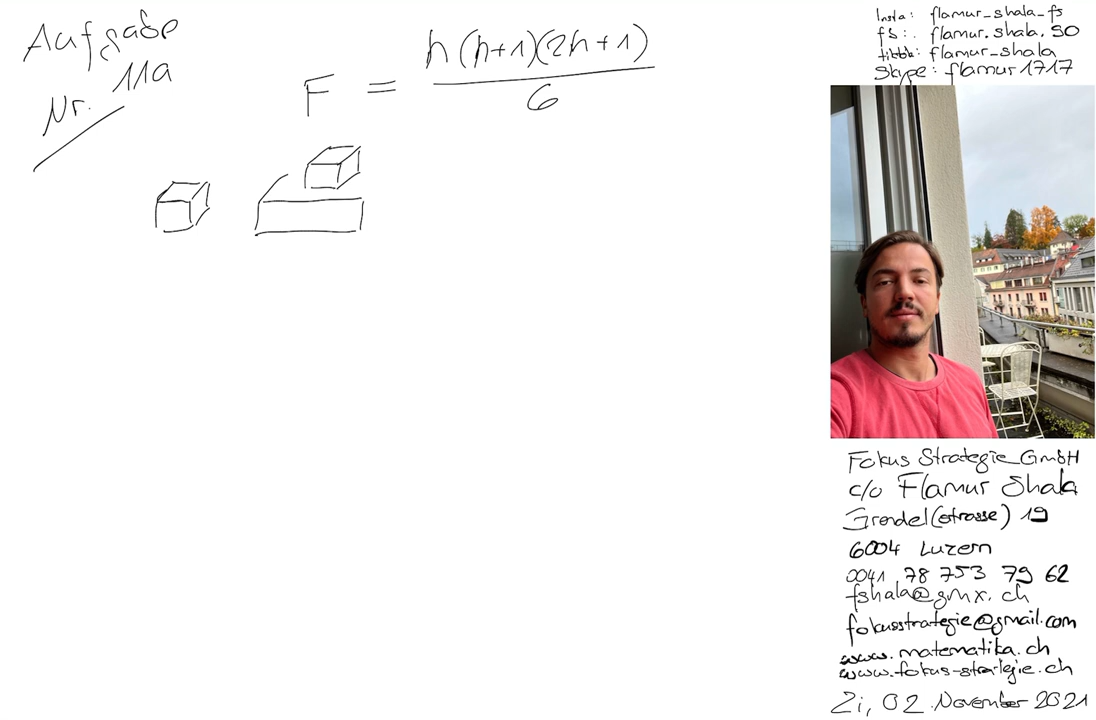 Aufgabe
Nr. 11a
F = n(n+1)(2n+1)
6
Insta: flamur_shala_fs
fb: flamur.shala.50
tiktok: flamur_shala
Skype: flamur1717
Fokus Strategie GmbH
c/o Flamur Shala
Grendel(strasse) 19
6004 Luzern
0041 78 753 79 62
fshala@gmx.ch
fokusstrategie@gmail.com
www.matematika.ch
www.fokus-strategie.ch
Zi, 02. November 2021